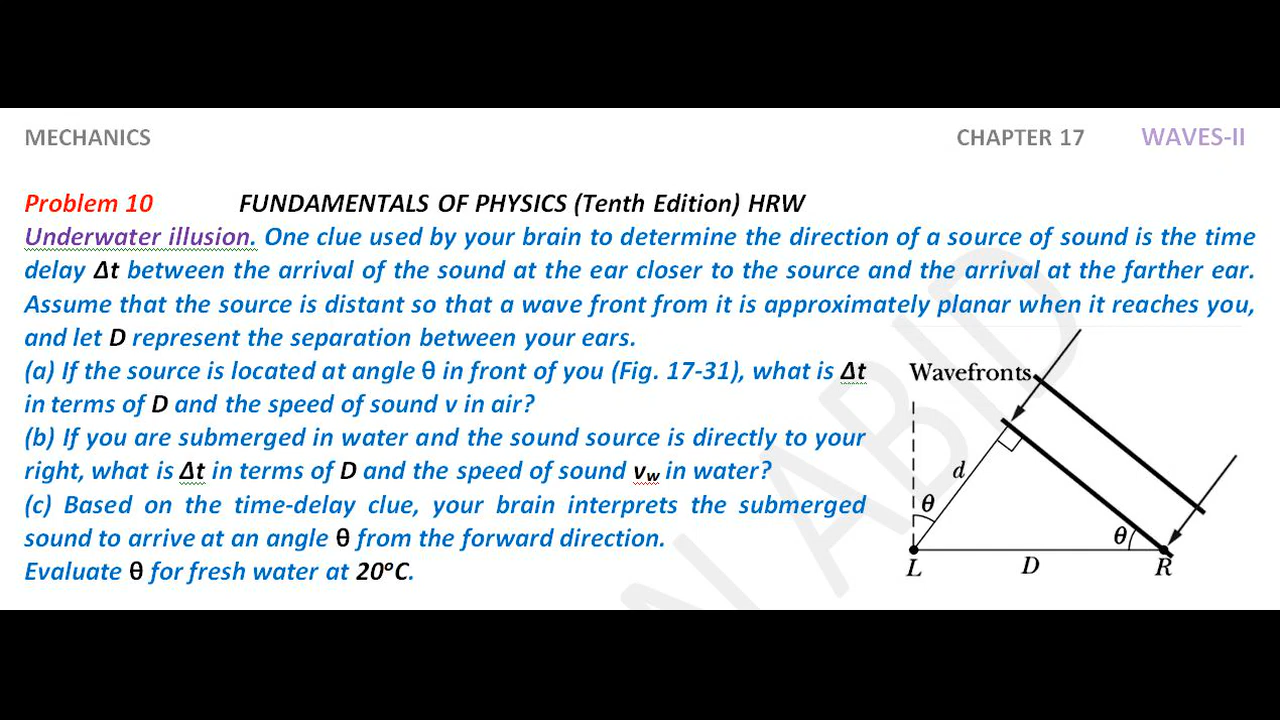 MECHANICS CHAPTER 17 WAVES-II
Problem 10 FUNDAMENTALS OF PHYSICS (Tenth Edition) HRW
Underwater illusion. One clue used by your brain to determine the direction of a source of sound is the time
delay Δt between the arrival of the sound at the ear closer to the source and the arrival at the farther ear.
Assume that the source is distant so that a wave front from it is approximately planar when it reaches you,
and let D represent the separation between your ears.
(a) If the source is located at angle θ in front of you (Fig. 17-31), what is Δt
in terms of D and the speed of sound v in air?
(b) If you are submerged in water and the sound source is directly to your
right, what is Δt in terms of D and the speed of sound vw in water?
(c) Based on the time-delay clue, your brain interprets the submerged
sound to arrive at an angle θ from the forward direction.
Evaluate θ for fresh water at 20°C.
Wavefronts
d
θ
θ
L
D
R
N ABID